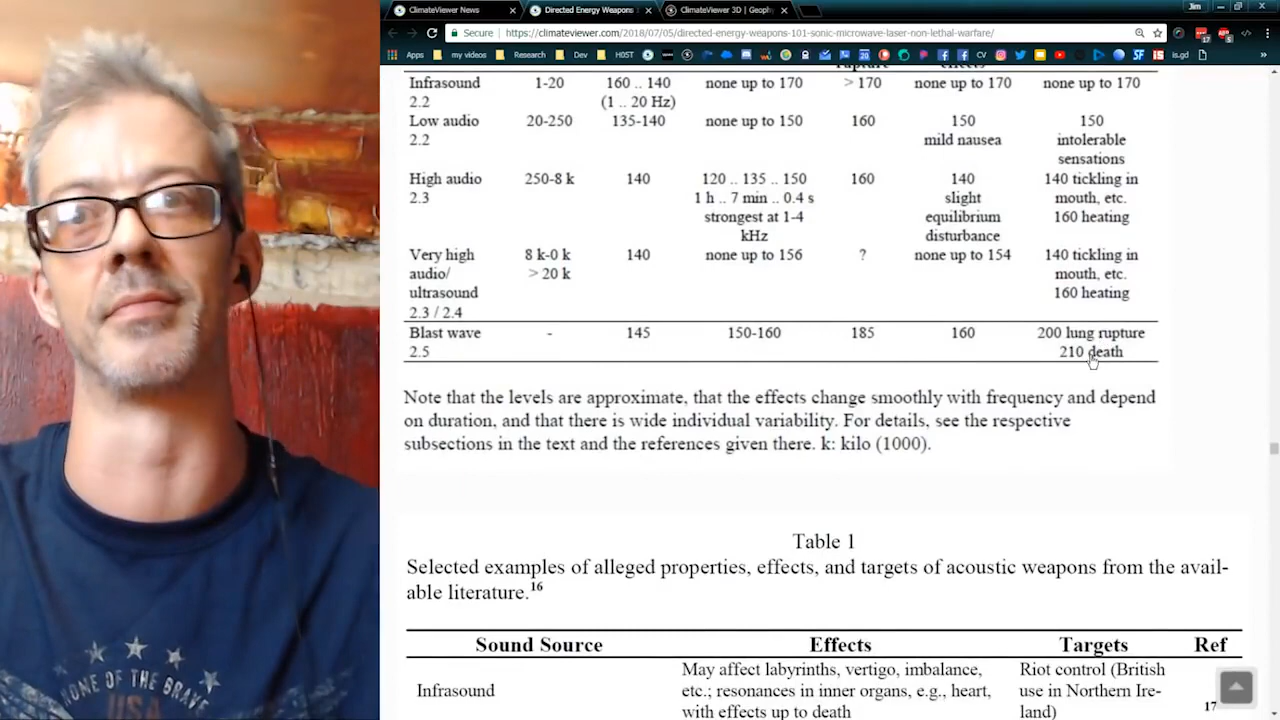 ClimateViewer News
Directed Energy Weapons
ClimateViewer 3D | Geoph
Jim
Secure
https://climateviewer.com/2018/07/05/directed-energy-weapons-101-sonic-microwave-laser-non-lethal-warfare/
Apps my videos Research Dev H0ST CV is.gd
rupture effects
Infrasound 1-20 160 .. 140 none up to 170 > 170 none up to 170 none up to 170
2.2 (1 .. 20 Hz)
Low audio 20-250 135-140 none up to 150 160 150 150
2.2 mild nausea intolerable
sensations
High audio 250-8 k 140 120 .. 135 .. 150 160 140 140 tickling in
2.3 1 h .. 7 min .. 0.4 s slight mouth, etc.
strongest at 1-4 equilibrium 160 heating
kHz disturbance
Very high 8 k-0 k 140 none up to 156 ? none up to 154 140 tickling in
audio/ > 20 k mouth, etc.
ultrasound 160 heating
2.3 / 2.4
Blast wave - 145 150-160 185 160 200 lung rupture
2.5 210 death
Note that the levels are approximate, that the effects change smoothly with frequency and depend
on duration, and that there is wide individual variability. For details, see the respective
subsections in the text and the references given there. k: kilo (1000).
Table 1
Selected examples of alleged properties, effects, and targets of acoustic weapons from the avail-
able literature.16
Sound Source Effects Targets Ref
May affect labyrinths, vertigo, imbalance, Riot control (British
Infrasound etc.; resonances in inner organs, e.g., heart, use in Northern Ire-
with effects up to death land) 17
HOME OF THE BRAVE
USA